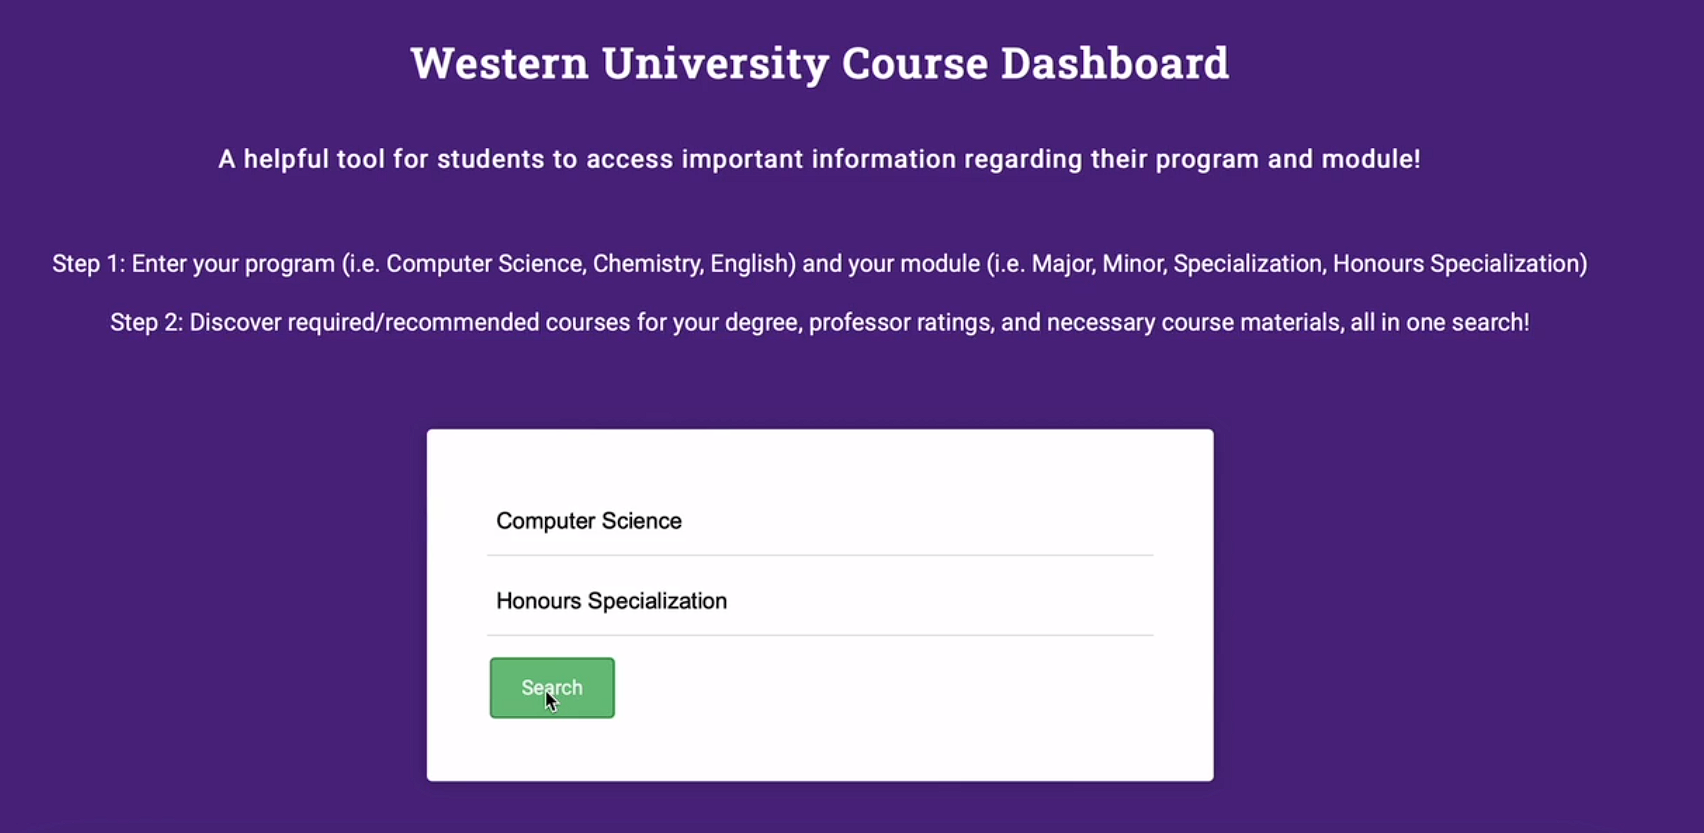 Western University Course Dashboard
A helpful tool for students to access important information regarding their program and module!
Step 1: Enter your program (i.e. Computer Science, Chemistry, English) and your module (i.e. Major, Minor, Specialization, Honours Specialization)
Step 2: Discover required/recommended courses for your degree, professor ratings, and necessary course materials, all in one search!
Computer Science
Honours Specialization
Search